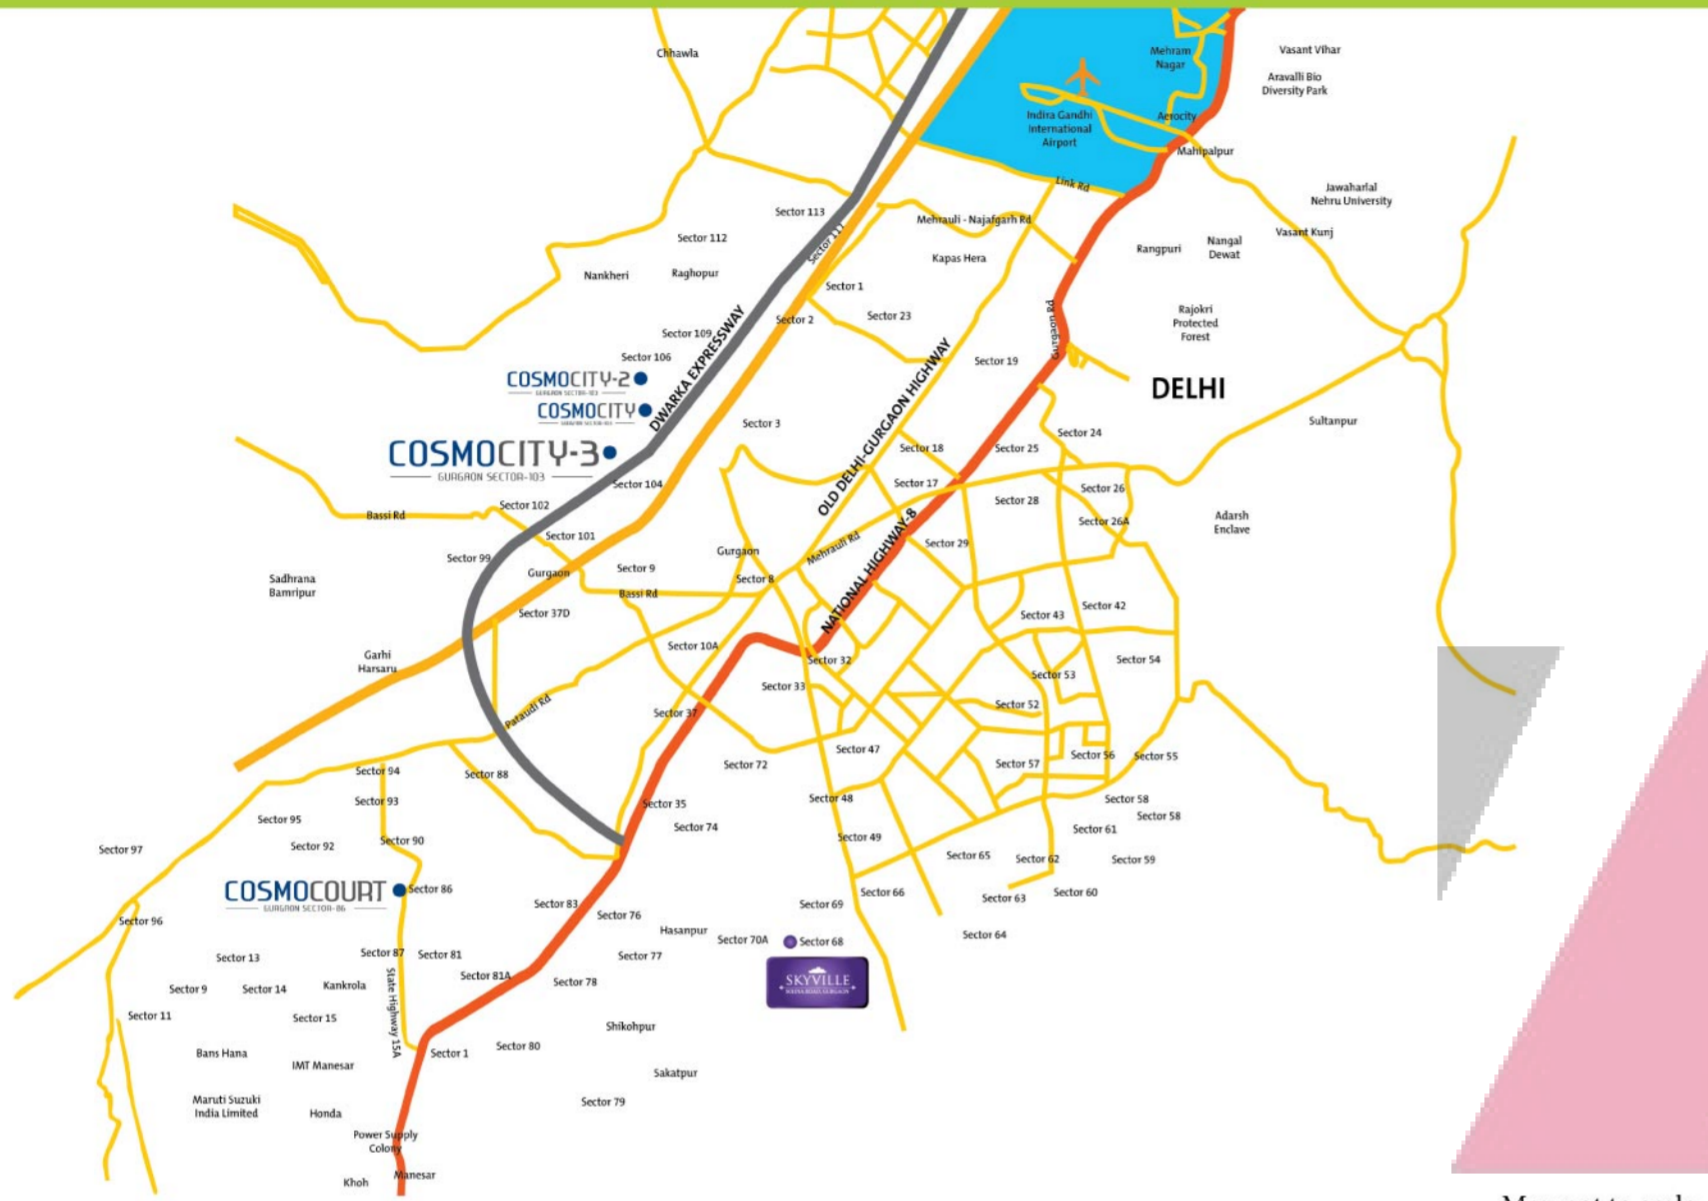 Chhawla
Mehram
Nagar
Vasant Vihar
Aravalli Bio
Diversity Park
Indira Gandhi
International
Airport
Aerocity
Mahipalpur
Link Rd
Jawaharlal
Nehru University
Sector 113
Mehrauli - Najafgarh Rd
Vasant Kunj
Sector 112
Sector 111
Rangpuri
Nangal
Dewat
Kapas Hera
Nankheri
Raghopur
Sector 1
Sector 2
Sector 23
Gurgaon Rd
Rajokri
Protected
Forest
Sector 109
Sector 106
DWARKA EXPRESSWAY
OLD DELHI-GURGAON HIGHWAY
Sector 19
COSMOCITY-2
GURGAON SECTOR-103
DELHI
COSMOCITY
Sector 3
Sultanpur
Sector 24
COSMOCITY-3
GURGAON SECTOR-103
Sector 18
Sector 25
Sector 104
Sector 17
Sector 26
Sector 28
Sector 102
Bassi Rd
Sector 26A
Adarsh
Enclave
Sector 101
Mehrauli Rd
NATIONAL HIGHWAY-8
Sector 29
Sector 99
Gurgaon
Gurgaon
Sector 9
Sector 8
Sadhrana
Bamripur
Bassi Rd
Sector 37D
Sector 43
Sector 42
Sector 10A
Garhi
Harsaru
Sector 32
Sector 54
Sector 53
Sector 33
Pataudi Rd
Sector 37
Sector 52
Sector 47
Sector 56
Sector 55
Sector 72
Sector 57
Sector 94
Sector 88
Sector 93
Sector 35
Sector 48
Sector 58
Sector 95
Sector 74
Sector 58
Sector 61
Sector 92
Sector 90
Sector 49
Sector 97
Sector 65
Sector 62
Sector 59
COSMOCOURT
GURGAON SECTOR-86
Sector 86
Sector 66
Sector 63
Sector 60
Sector 83
Sector 69
Sector 96
Sector 76
Hasanpur
Sector 70A
Sector 68
Sector 64
Sector 13
Sector 87
Sector 81
Sector 77
Sector 81A
Sector 78
SKYVILLE
Sector 9
Sector 14
Kankrola
State Highway 15A
Sector 11
Sector 15
Shikohpur
Bans Hana
Sector 1
Sector 80
IMT Manesar
Sakatpur
Maruti Suzuki
India Limited
Honda
Sector 79
Power Supply
Colony
Manesar
Khoh